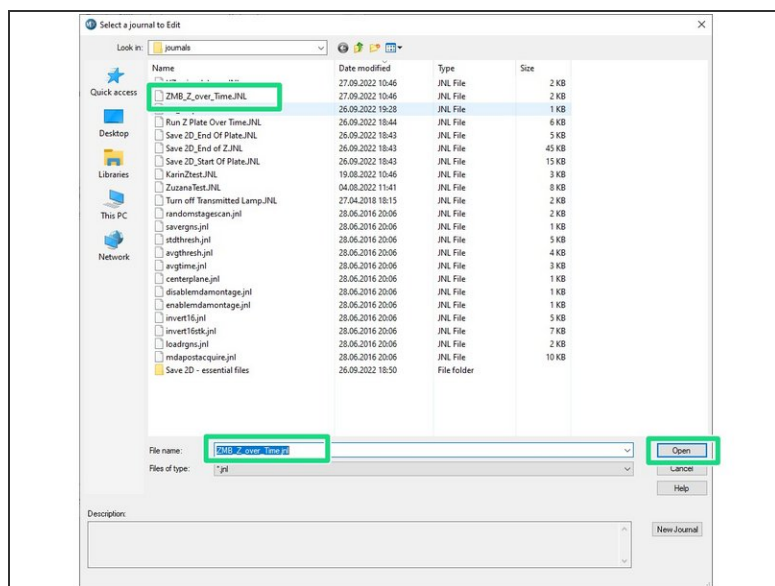 Select a journal to Edit
Look in: journals
Name Date modified Type Size
27.09.2022 10:46 JNL File 2 KB
ZMB_Z_over_Time.JNL 27.09.2022 10:46 JNL File 2 KB
26.09.2022 19:28 JNL File 1 KB
Run Z Plate Over Time.JNL 26.09.2022 18:44 JNL File 6 KB
Save 2D_End Of Plate.JNL 26.09.2022 18:43 JNL File 5 KB
Save 2D_End of Z.JNL 26.09.2022 18:43 JNL File 45 KB
Save 2D_Start Of Plate.JNL 26.09.2022 18:43 JNL File 15 KB
KarinZtest.JNL 19.08.2022 10:46 JNL File 3 KB
ZuzanaTest.JNL 04.08.2022 11:41 JNL File 8 KB
Turn off Transmitted Lamp.JNL 27.04.2018 18:15 JNL File 2 KB
randomstagescan.jnl 28.06.2016 20:06 JNL File 2 KB
savergns.jnl 28.06.2016 20:06 JNL File 1 KB
stdthresh.jnl 28.06.2016 20:06 JNL File 5 KB
avgthresh.jnl 28.06.2016 20:06 JNL File 4 KB
avgtime.jnl 28.06.2016 20:06 JNL File 3 KB
centerplane.jnl 28.06.2016 20:06 JNL File 1 KB
disablemdamontage.jnl 28.06.2016 20:06 JNL File 1 KB
enablemdamontage.jnl 28.06.2016 20:06 JNL File 1 KB
invert16.jnl 28.06.2016 20:06 JNL File 5 KB
invert16stk.jnl 28.06.2016 20:06 JNL File 7 KB
loadrgns.jnl 28.06.2016 20:06 JNL File 2 KB
mdapostacquire.jnl 28.06.2016 20:06 JNL File 10 KB
Save 2D - essential files 26.09.2022 18:50 File folder
Quick access
Desktop
Libraries
This PC
Network
File name: ZMB_Z_over_Time.jnl Open
Files of type: *.jnl Cancel
Help
Description:
New Journal